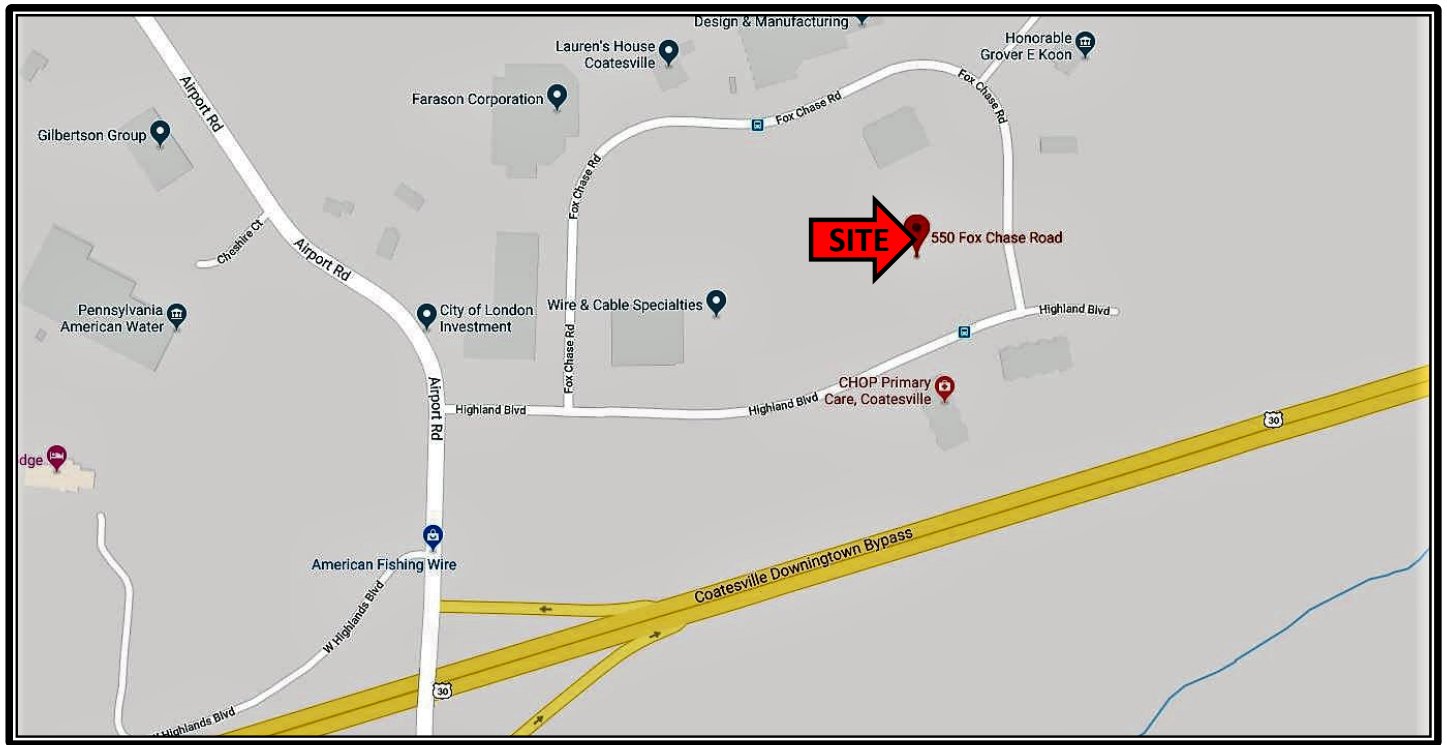 Design & Manufacturing
Honorable
Grover E Koon
Lauren's House
Coatesville
Fox Chase Rd
Airport Rd
Farason Corporation
Fox Chase Rd
Gilbertson Group
Fox Chase Rd
Cheshire Ct
SITE
550 Fox Chase Road
Airport Rd
Pennsylvania
American Water
City of London
Investment
Wire & Cable Specialties
Highland Blvd
Fox Chase Rd
CHOP Primary
Care, Coatesville
Airport Rd
Highland Blvd
Highland Blvd
30
dge
American Fishing Wire
Coatesville Downingtown Bypass
W Highlands Blvd
30
W Highlands Blvd